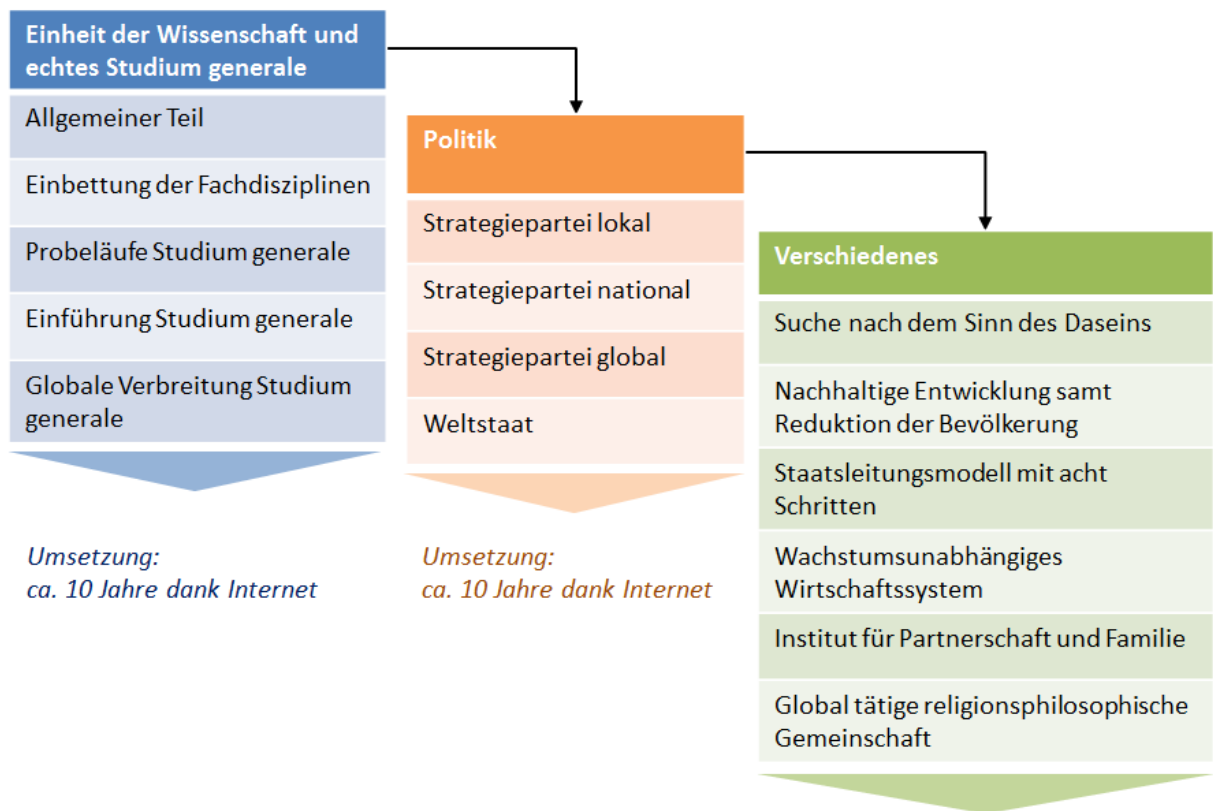 Einheit der Wissenschaft und
echtes Studium generale
Allgemeiner Teil
Einbettung der Fachdisziplinen
Probeläufe Studium generale
Einführung Studium generale
Globale Verbreitung Studium
generale
Umsetzung:
ca. 10 Jahre dank Internet
Politik
Strategiepartei lokal
Strategiepartei national
Strategiepartei global
Weltstaat
Umsetzung:
ca. 10 Jahre dank Internet
Verschiedenes
Suche nach dem Sinn des Daseins
Nachhaltige Entwicklung samt
Reduktion der Bevölkerung
Staatsleitungsmodell mit acht
Schritten
Wachstumsunabhängiges
Wirtschaftssystem
Institut für Partnerschaft und Familie
Global tätige religionsphilosophische
Gemeinschaft